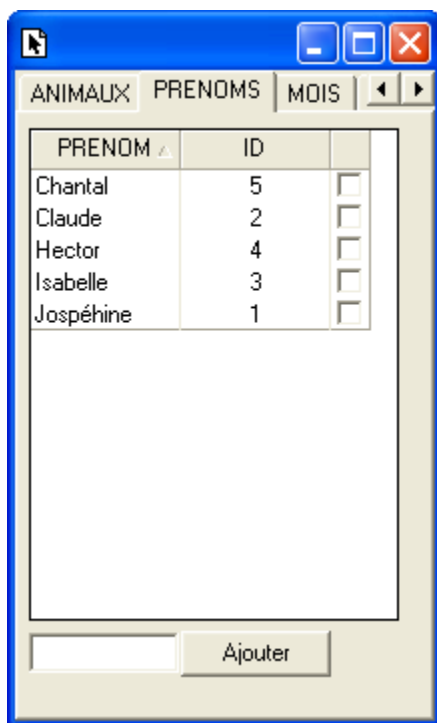 ANIMAUX PRENOMS MOIS
PRENOM ID
Chantal 5
Claude 2
Hector 4
Isabelle 3
Jospéhine 1
Ajouter